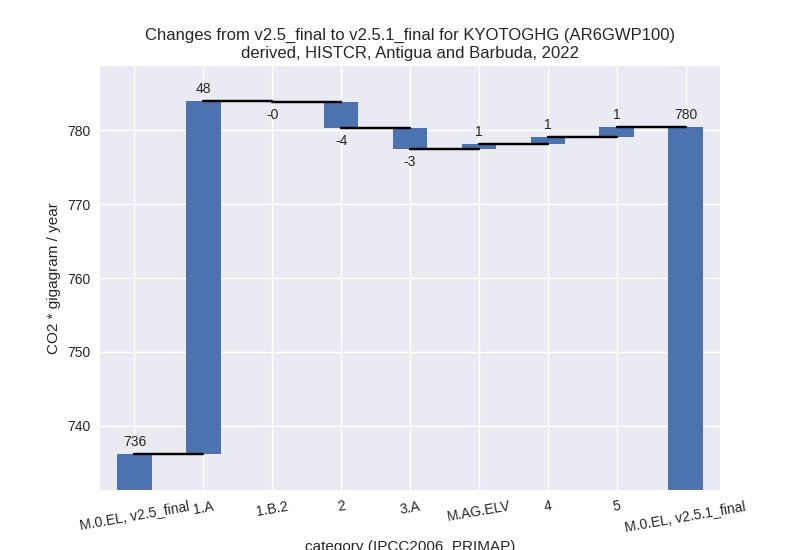 Changes from v2.5_final to v2.5.1_final for KYOTOGHG (AR6GWP100)
derived, HISTCR, Antigua and Barbuda, 2022
CO2 * gigagram / year
780
770
760
750
740
736
48
-0
-4
-3
1
1
1
780
M.0.EL, v2.5_final
1.A
1.B.2
2
3.A
M.AG.ELV
4
5
M.0.EL, v2.5.1_final
category (IPCC2006_PRIMAP)